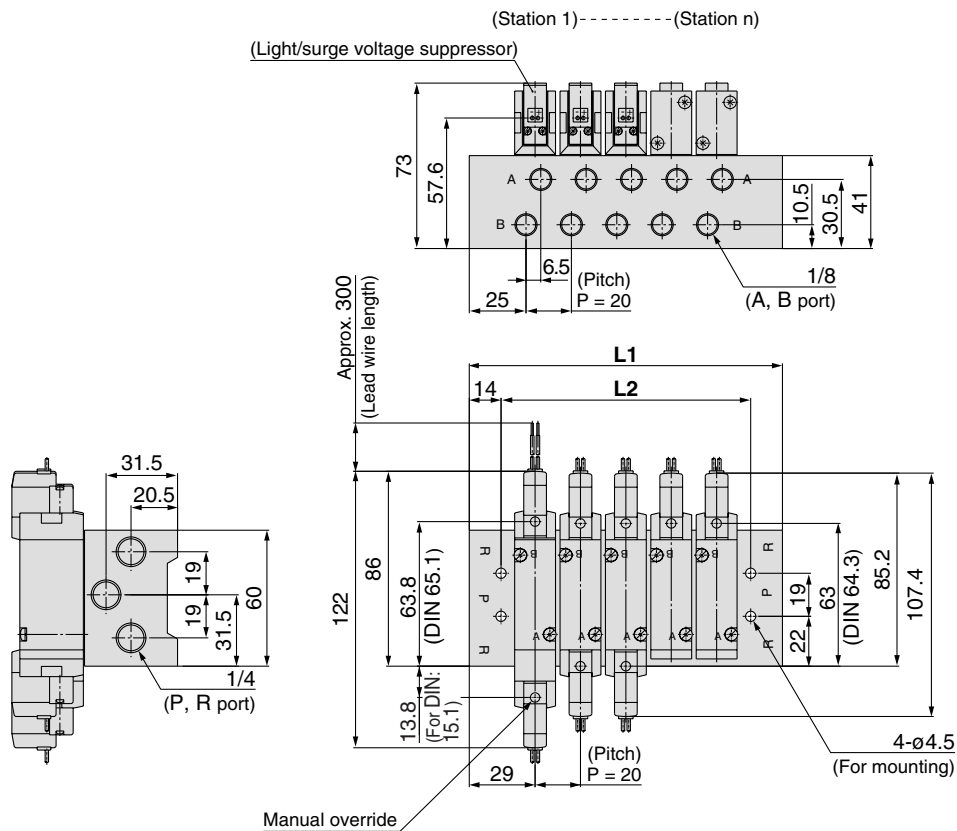 (Station 1) - - - - - - - - - (Station n)
(Light/surge voltage suppressor)
73
57.6
A
A
B
B
10.5
30.5
41
6.5
25
(Pitch)
P = 20
1/8
(A, B port)
Approx. 300
(Lead wire length)
L1
14
L2
31.5
20.5
19
19
31.5
60
1/4
(P, R port)
122
86
63.8
(DIN 65.1)
13.8
(For DIN:
15.1)
R
P
R
B
B
B
B
B
A
A
A
A
A
R
P
R
19
22
63
(DIN 64.3)
85.2
107.4
29
(Pitch)
P = 20
4-ø4.5
(For mounting)
Manual override